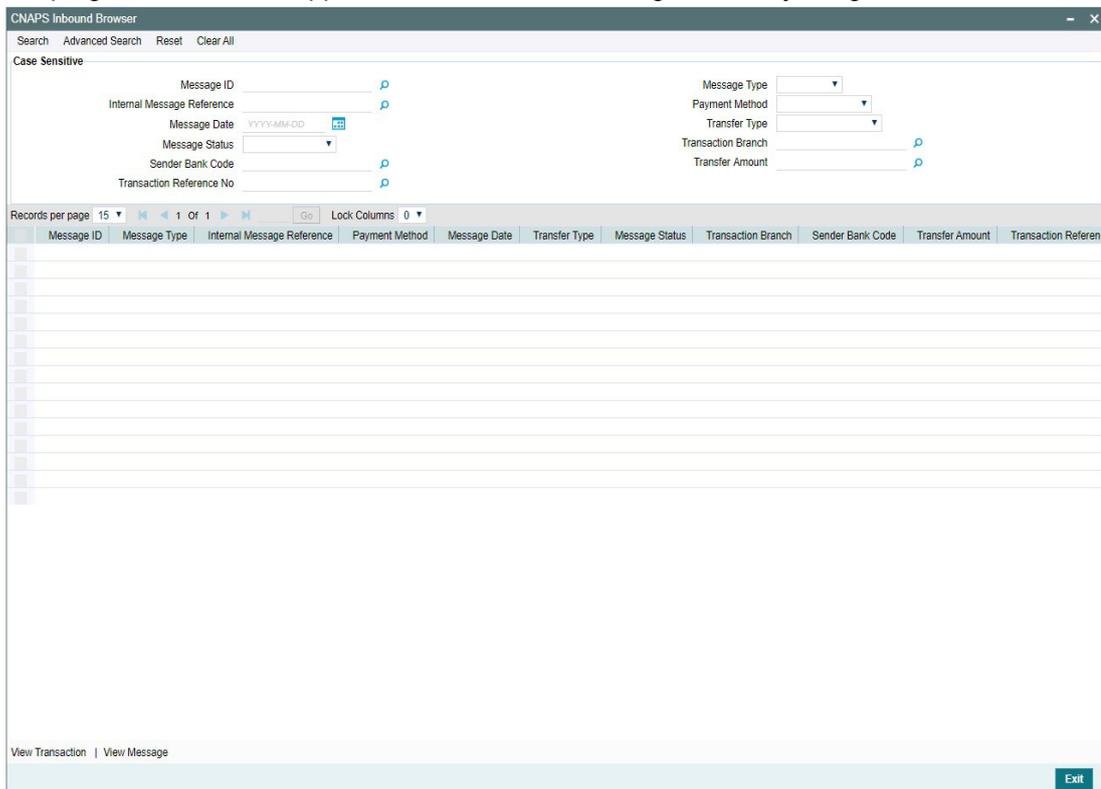 CNAPS Inbound Browser
Search Advanced Search Reset Clear All
Case Sensitive
Message ID
Internal Message Reference
Message Date YYYY-MM-DD
Message Status
Sender Bank Code
Transaction Reference No
Message Type
Payment Method
Transfer Type
Transaction Branch
Transfer Amount
Records per page 15 1 Of 1 Go Lock Columns 0
Message ID Message Type Internal Message Reference Payment Method Message Date Transfer Type Message Status Transaction Branch Sender Bank Code Transfer Amount Transaction Referen
View Transaction | View Message
Exit